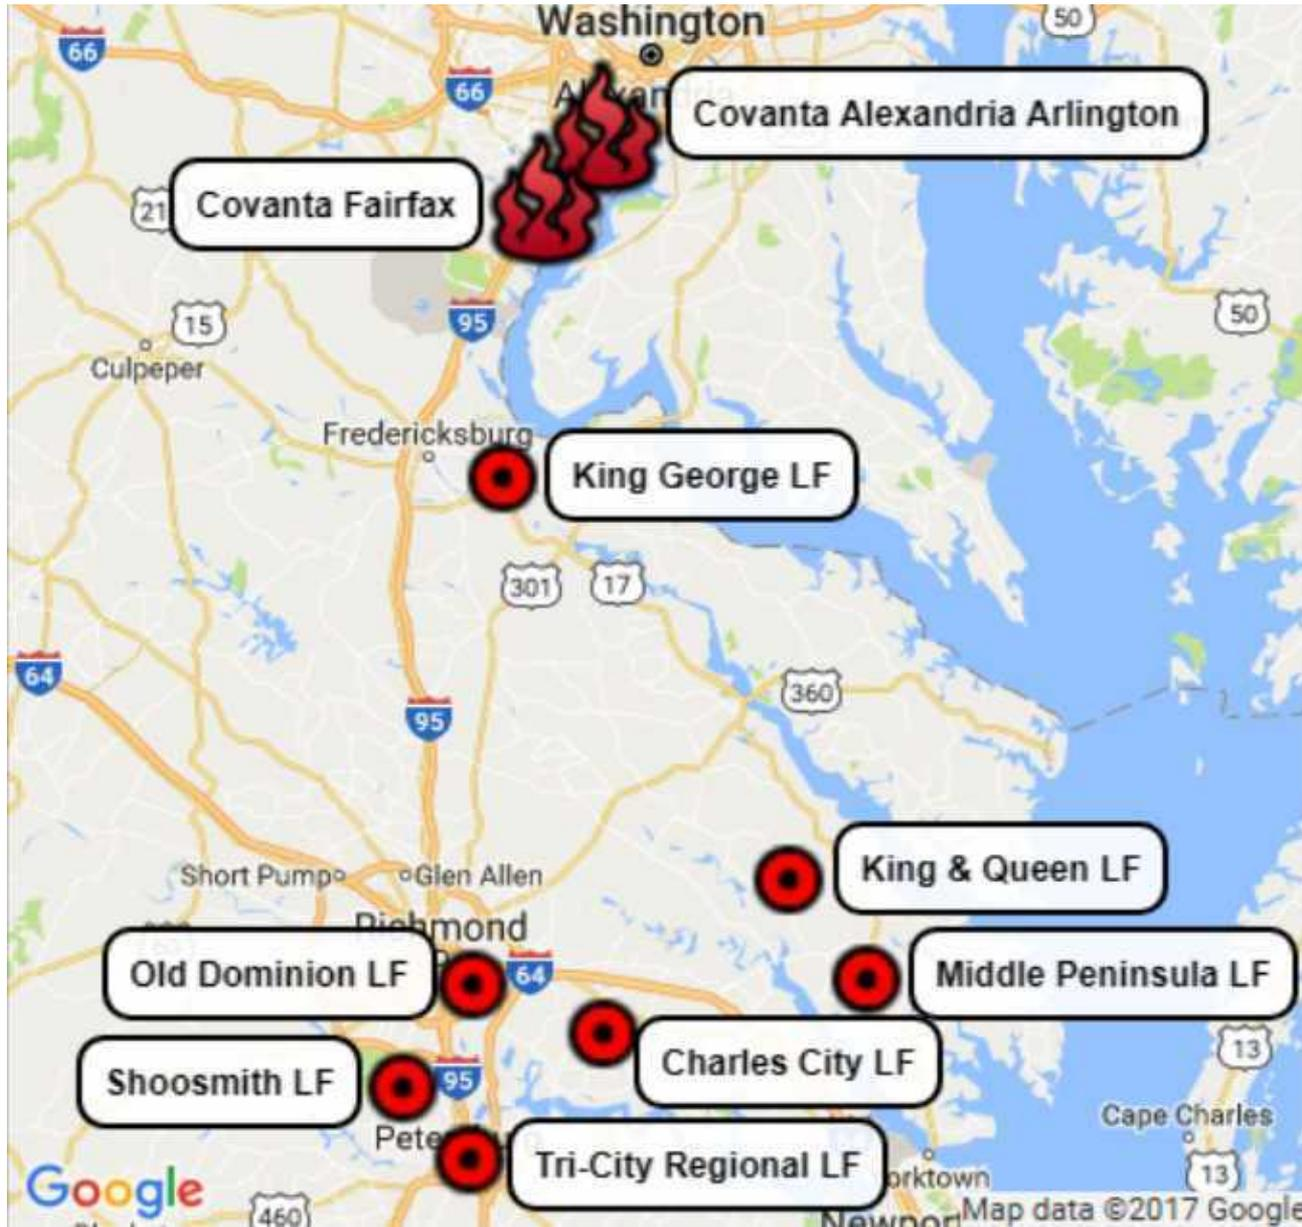 Washington
50
66
66
Covanta Alexandria Arlington
Covanta Fairfax
21
15
95
50
Culpeper
Fredericksburg
King George LF
301
17
64
360
95
King & Queen LF
Short Pump
Glen Allen
Richmond
Old Dominion LF
64
Middle Peninsula LF
Charles City LF
13
Shoosmith LF
95
Cape Charles
Tri-City Regional LF
13
Google
460
Map data ©2017 Google